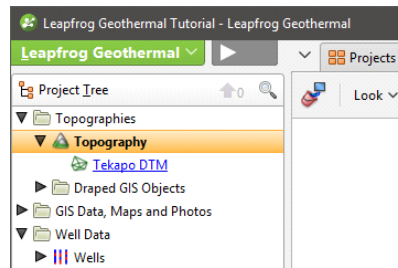 Leapfrog Geothermal Tutorial - Leapfrog Geothermal
Leapfrog Geothermal
Projects
Project Tree
0
Look
Topographies
Topography
Tekapo DTM
Draped GIS Objects
GIS Data, Maps and Photos
Well Data
Wells